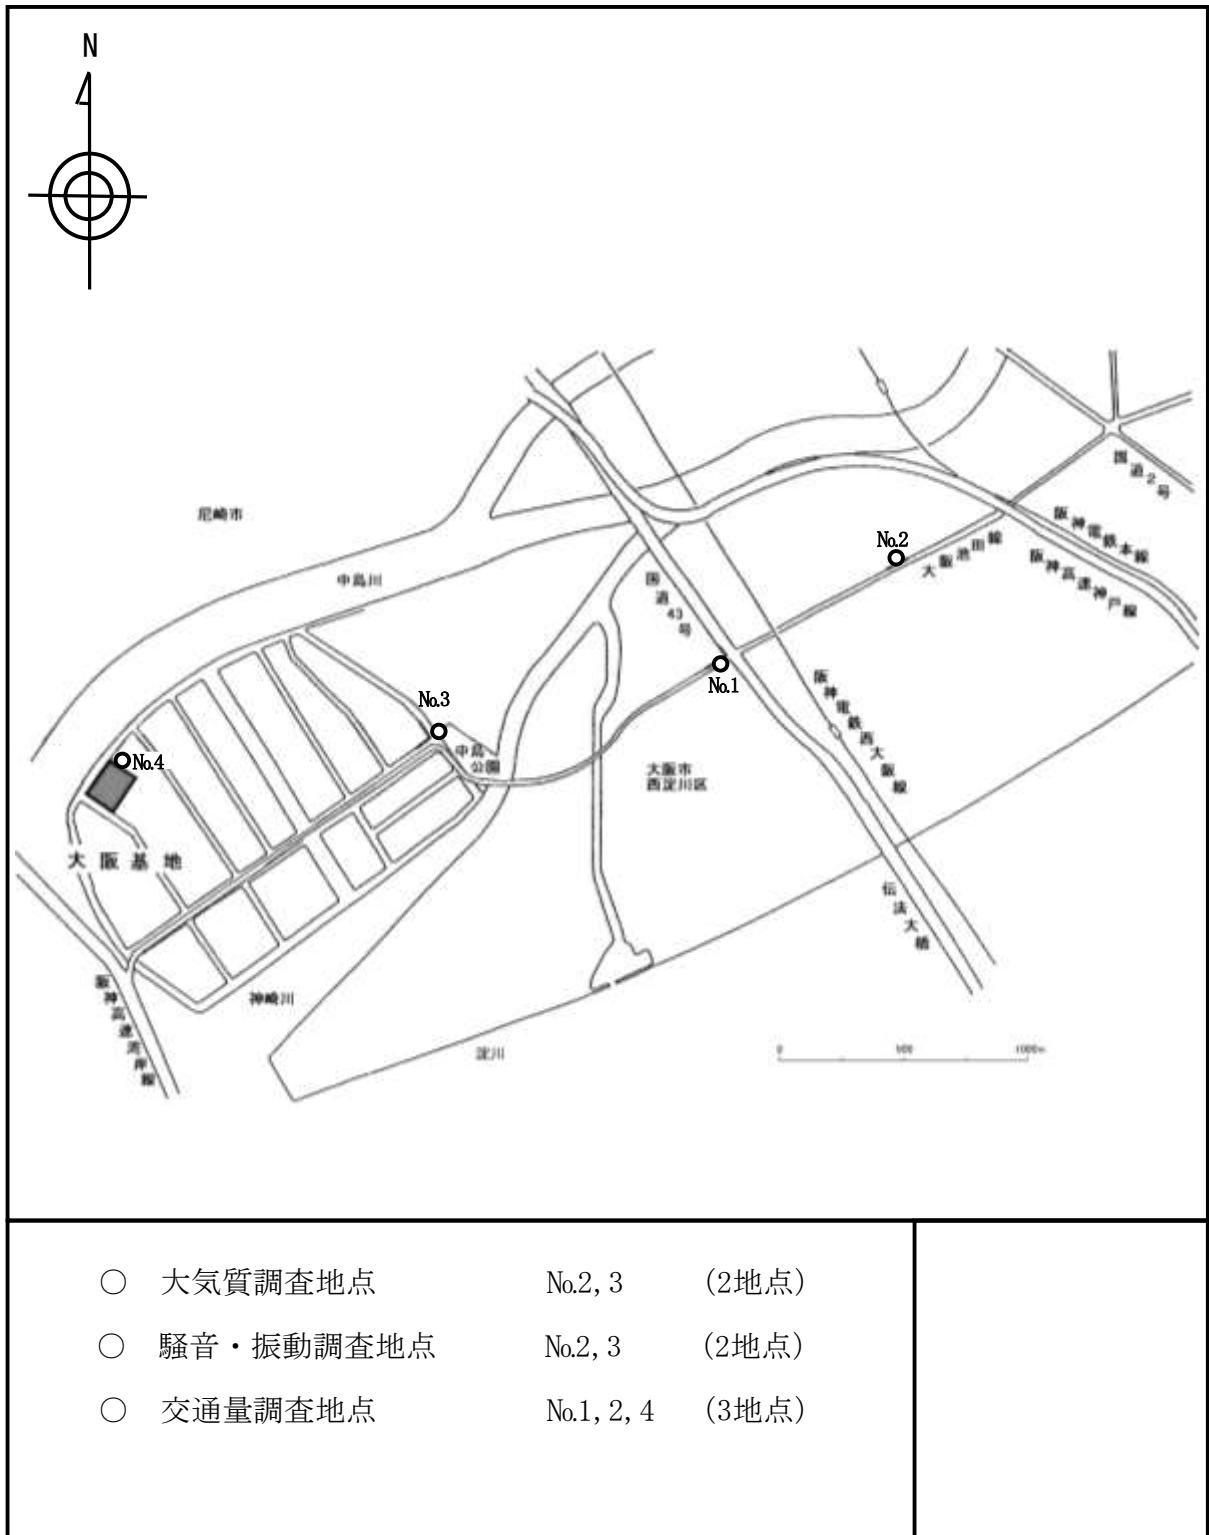 N
尼崎市
中島川
国道2号
阪神電鉄本線
No.2
大阪池田線
阪神高速神戸線
国道43号
No.1
阪神電鉄西大阪線
No.3
中島
公園
No.4
大阪市
西淀川区
大阪基地
伝法大橋
阪神高速湾岸線
神崎川
淀川
0 500 1000m
○ 大気質調査地点 No.2, 3 (2地点)
○ 騒音・振動調査地点 No.2, 3 (2地点)
○ 交通量調査地点 No.1, 2, 4 (3地点)